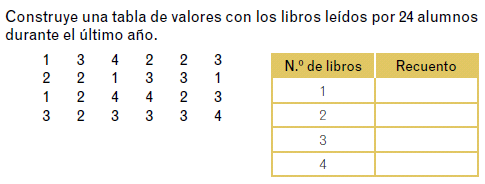 Construye una tabla de valores con los libros leídos por 24 alumnos
durante el último año.
1 3 4 2 2 3
2 2 1 3 3 1
1 2 4 4 2 3
3 2 3 3 3 4
N.º de libros Recuento
1
2
3
4